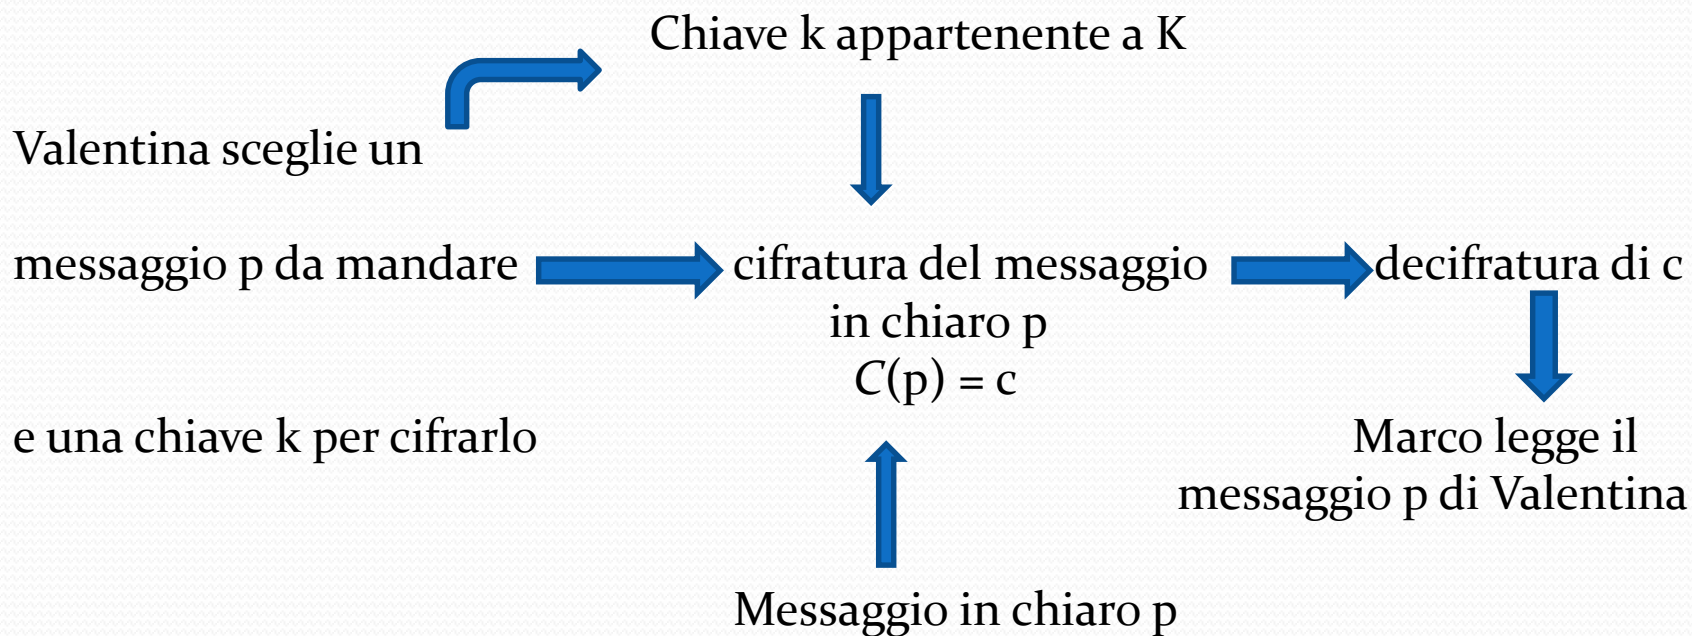 Chiave k appartenente a K
Valentina sceglie un
messaggio p da mandare
e una chiave k per cifrarlo
cifratura del messaggio
in chiaro p
C(p) = c
Messaggio in chiaro p
decifratura di c
Marco legge il
messaggio p di Valentina